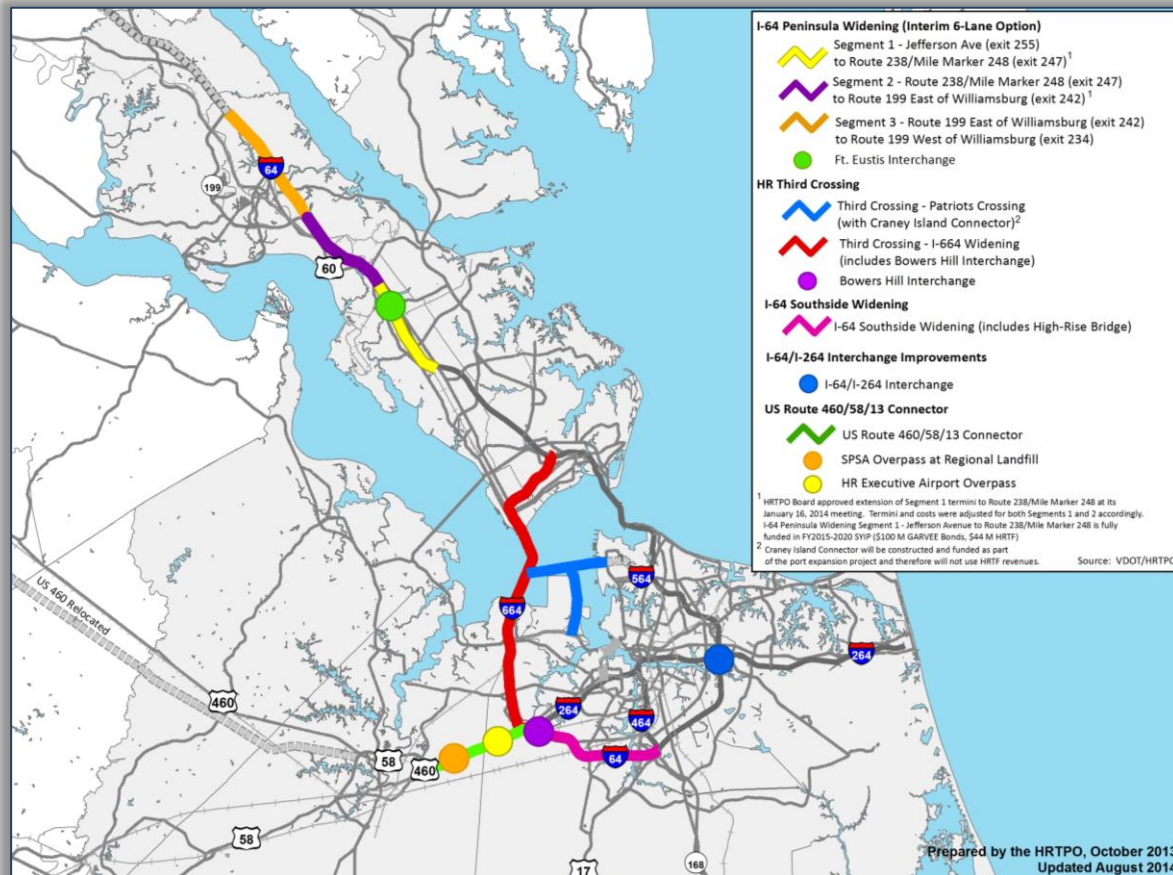 I-64 Peninsula Widening (Interim 6-Lane Option)
Segment 1 - Jefferson Ave (exit 255)
to Route 238/Mile Marker 248 (exit 247)1
Segment 2 - Route 238/Mile Marker 248 (exit 247)
to Route 199 East of Williamsburg (exit 242) 1
Segment 3 - Route 199 East of Williamsburg (exit 242)
to Route 199 West of Williamsburg (exit 234)
Ft. Eustis Interchange
HR Third Crossing
Third Crossing - Patriots Crossing
(with Craney Island Connector)2
Third Crossing - I-664 Widening
(includes Bowers Hill Interchange)
Bowers Hill Interchange
I-64 Southside Widening
I-64 Southside Widening (includes High-Rise Bridge)
I-64/I-264 Interchange Improvements
I-64/I-264 Interchange
US Route 460/58/13 Connector
US Route 460/58/13 Connector
SPSA Overpass at Regional Landfill
HR Executive Airport Overpass
1 HRTPO Board approved extension of Segment 1 termini to Route 238/Mile Marker 248 at its
January 16, 2014 meeting. Termini and costs were adjusted for both Segments 1 and 2 accordingly.
I-64 Peninsula Widening Segment 1 - Jefferson Avenue to Route 238/Mile Marker 248 is fully
funded in FY2015-2020 SYIP ($100 M GARVEE Bonds, $44 M HRTF)
2 Craney Island Connector will be constructed and funded as part
of the port expansion project and therefore will not use HRTF revenues.
Source: VDOT/HRTPO
64
199
60
564
664
US 460 Relocated
264
460
264
464
58
460
64
58
17
168
Prepared by the HRTPO, October 2013
Updated August 2014